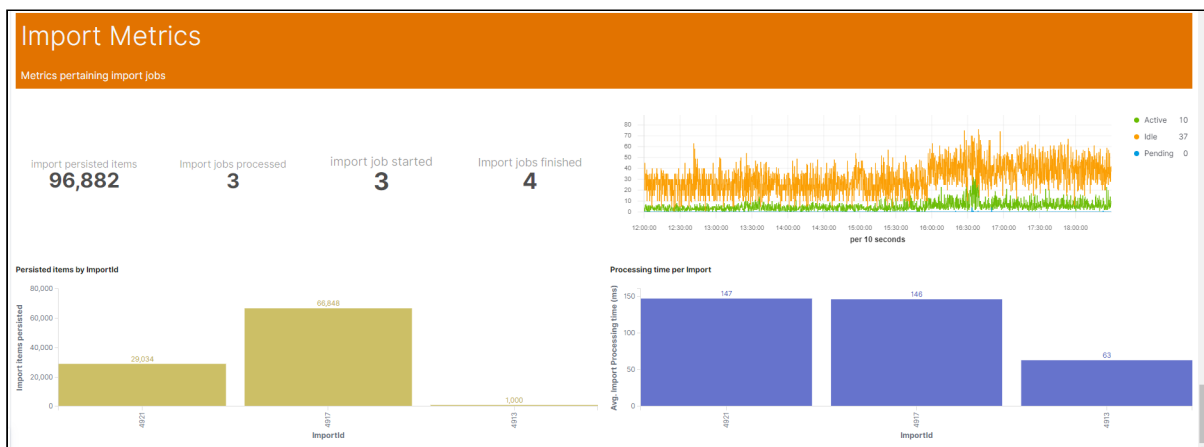 Import Metrics
Metrics pertaining import jobs
import persisted items
96,882
Import jobs processed
3
import job started
3
Import jobs finished
4
80
70
60
50
40
30
20
10
0
12:00:00 12:30:00 13:00:00 13:30:00 14:00:00 14:30:00 15:00:00 15:30:00 16:00:00 16:30:00 17:00:00 17:30:00 18:00:00
per 10 seconds
Active 10
Idle 37
Pending 0
Persisted items by ImportId
Import items persisted
80,000
60,000
40,000
20,000
0
29,034
66,848
1,000
4921 4917 4913
ImportId
Processing time per Import
Avg. Import Processing time (ms)
150
100
50
0
147
146
63
4921 4917 4913
ImportId